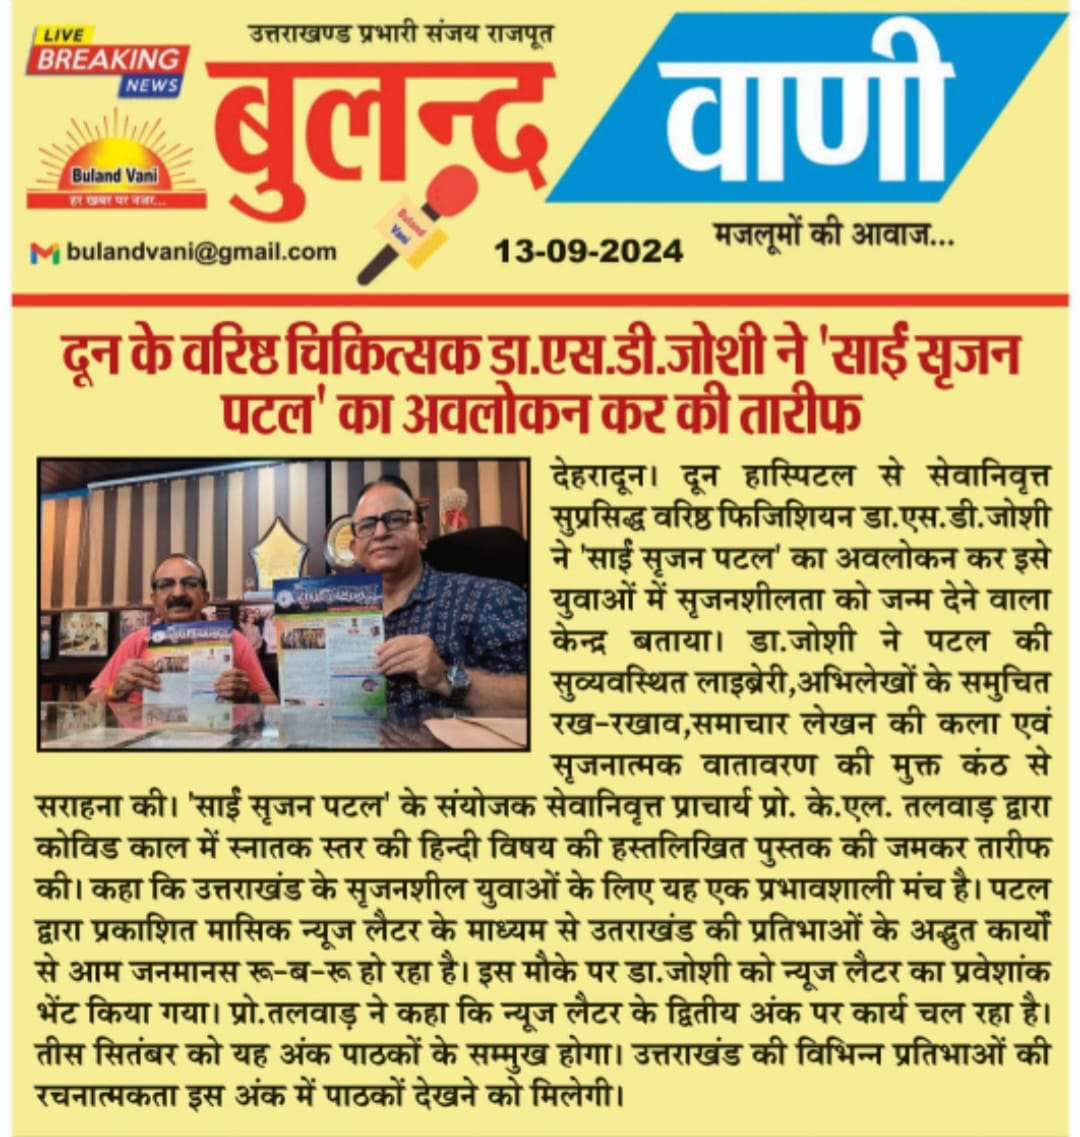 LIVE
BREAKING
NEWS
उत्तराखण्ड प्रभारी संजय राजपूत
बुलन्द वाणी
Buland Vani
हर खबर पर नजर...
Buland
Vani
bulandvani@gmail.com
13-09-2024
मजलूमों की आवाज...
दून के वरिष्ठ चिकित्सक डा.एस.डी.जोशी ने 'साईं सृजन
पटल' का अवलोकन कर की तारीफ
देहरादून। दून हास्पिटल से सेवानिवृत्त
सुप्रसिद्ध वरिष्ठ फिजिशियन डा.एस.डी.जोशी
ने 'साईं सृजन पटल' का अवलोकन कर इसे
युवाओं में सृजनशीलता को जन्म देने वाला
केन्द्र बताया। डा.जोशी ने पटल की
सुव्यवस्थित लाइब्रेरी,अभिलेखों के समुचित
रख-रखाव,समाचार लेखन की कला एवं
सृजनात्मक वातावरण की मुक्त कंठ से
सराहना की। 'साईं सृजन पटल' के संयोजक सेवानिवृत्त प्राचार्य प्रो. के.एल. तलवाड़ द्वारा
कोविड काल में स्नातक स्तर की हिन्दी विषय की हस्तलिखित पुस्तक की जमकर तारीफ
की। कहा कि उत्तराखंड के सृजनशील युवाओं के लिए यह एक प्रभावशाली मंच है। पटल
द्वारा प्रकाशित मासिक न्यूज लैटर के माध्यम से उतराखंड की प्रतिभाओं के अद्भुत कार्यों
से आम जनमानस रू-ब-रू हो रहा है। इस मौके पर डा.जोशी को न्यूज लैटर का प्रवेशांक
भेंट किया गया। प्रो.तलवाड़ ने कहा कि न्यूज लैटर के द्वितीय अंक पर कार्य चल रहा है।
तीस सितंबर को यह अंक पाठकों के सम्मुख होगा। उत्तराखंड की विभिन्न प्रतिभाओं की
रचनात्मकता इस अंक में पाठकों देखने को मिलेगी।